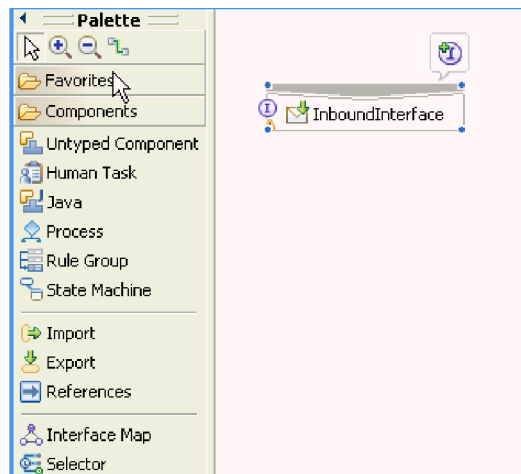 Palette
Favorites
Components
Untyped Component
Human Task
Java
Process
Rule Group
State Machine
Import
Export
References
Interface Map
Selector
InboundInterface